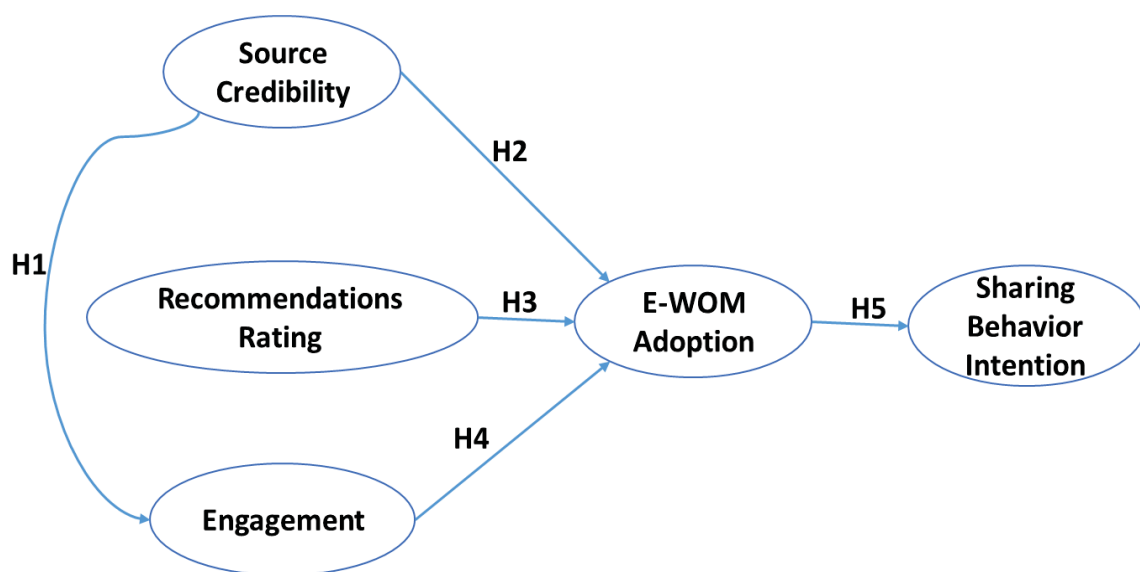 Source
Credibility
H2
H1
Recommendations
Rating
H3
E-WOM
Adoption
H5
Sharing
Behavior
Intention
H4
Engagement